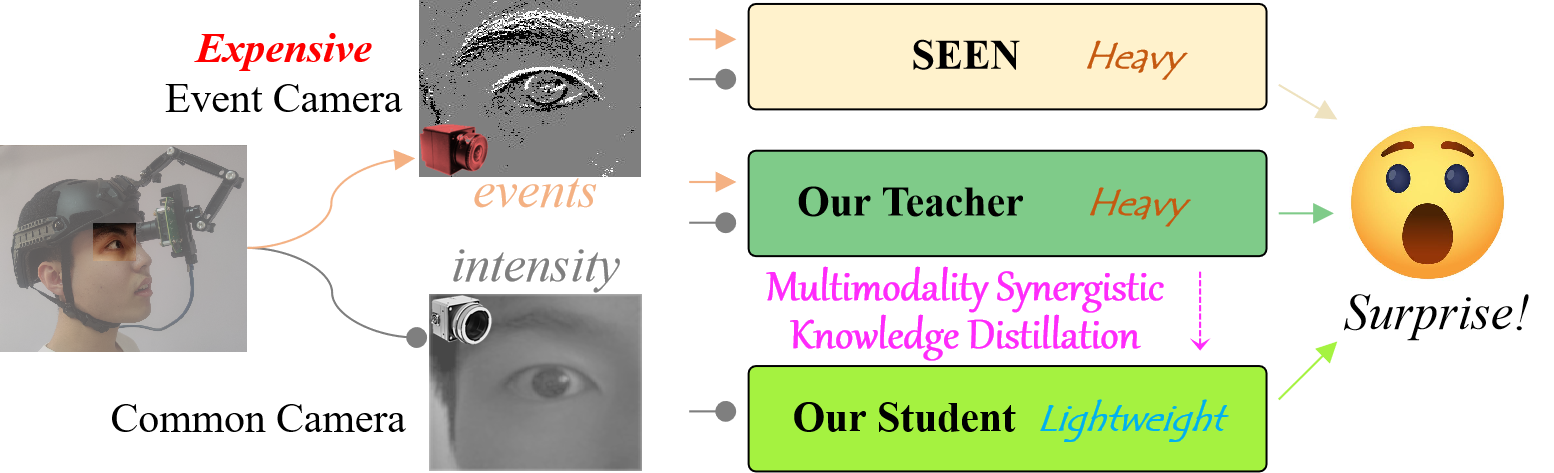 Expensive
Event Camera
events
intensity
Common Camera
SEEN Heavy
Our Teacher Heavy
Multimodality Synergistic
Knowledge Distillation
Our Student Lightweight
Surprise!